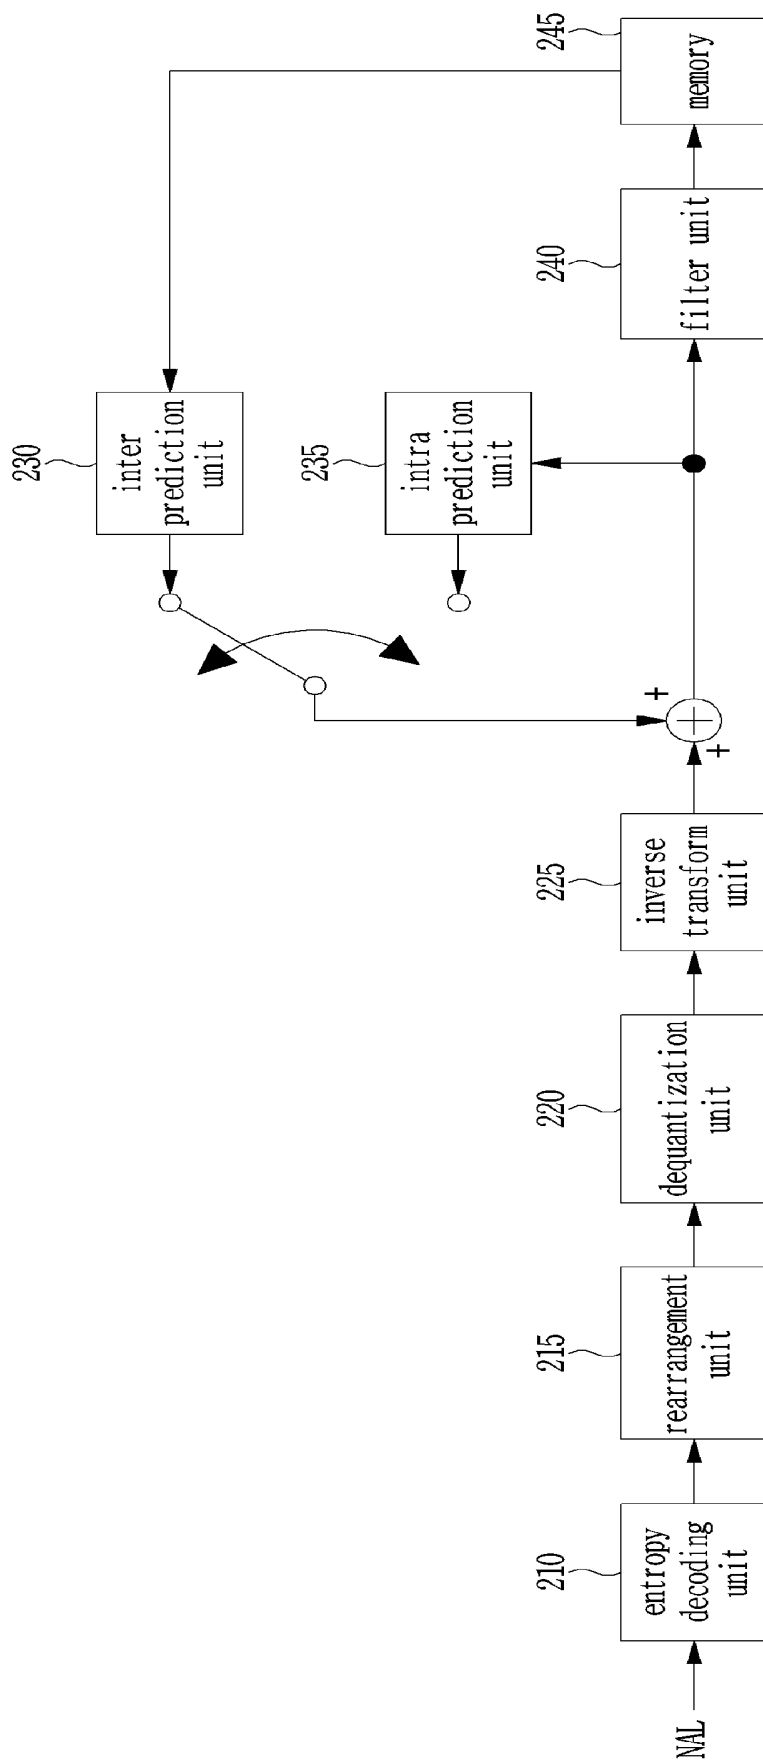 230
inter
prediction
unit
235
intra
prediction
unit
+
+
NAL
210
entropy
decoding
unit
215
rearrangement
unit
220
dequantization
unit
225
inverse
transform
unit
240
filter unit
245
memory